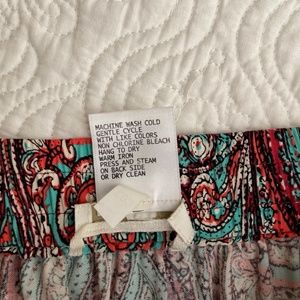 MACHINE WASH COLD
GENTLE CYCLE
WITH LIKE COLORS
NON CHLORINE BLEACH
HANG TO DRY
WARM IRON
PRESS AND STEAM
ON BACK SIDE
OR DRY CLEAN